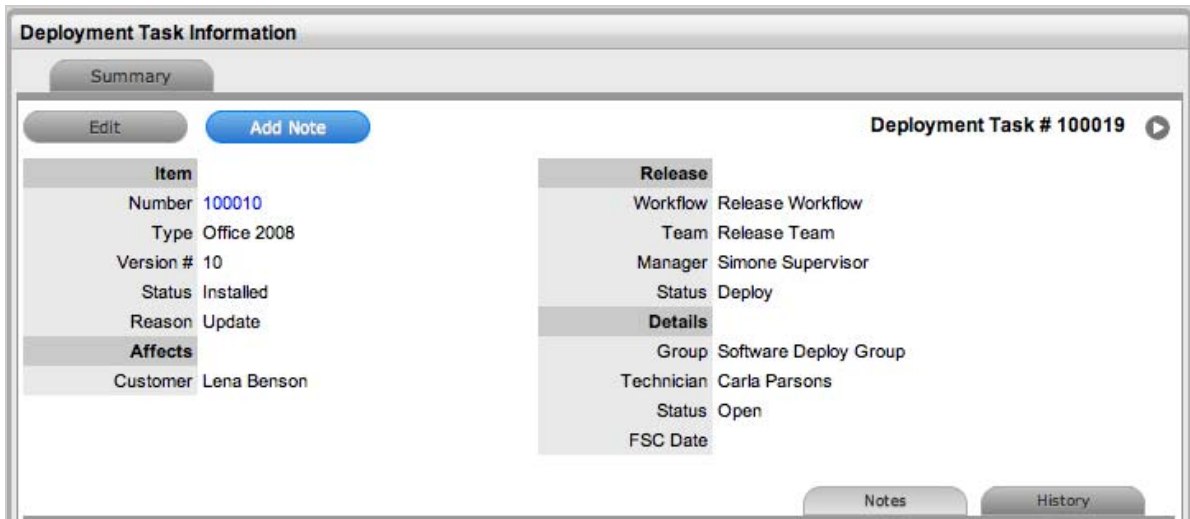 Deployment Task Information
Summary
Edit
Add Note
Deployment Task # 100019
Item
Number 100010
Type Office 2008
Version # 10
Status Installed
Reason Update
Affects
Customer Lena Benson
Release
Workflow Release Workflow
Team Release Team
Manager Simone Supervisor
Status Deploy
Details
Group Software Deploy Group
Technician Carla Parsons
Status Open
FSC Date
Notes
History